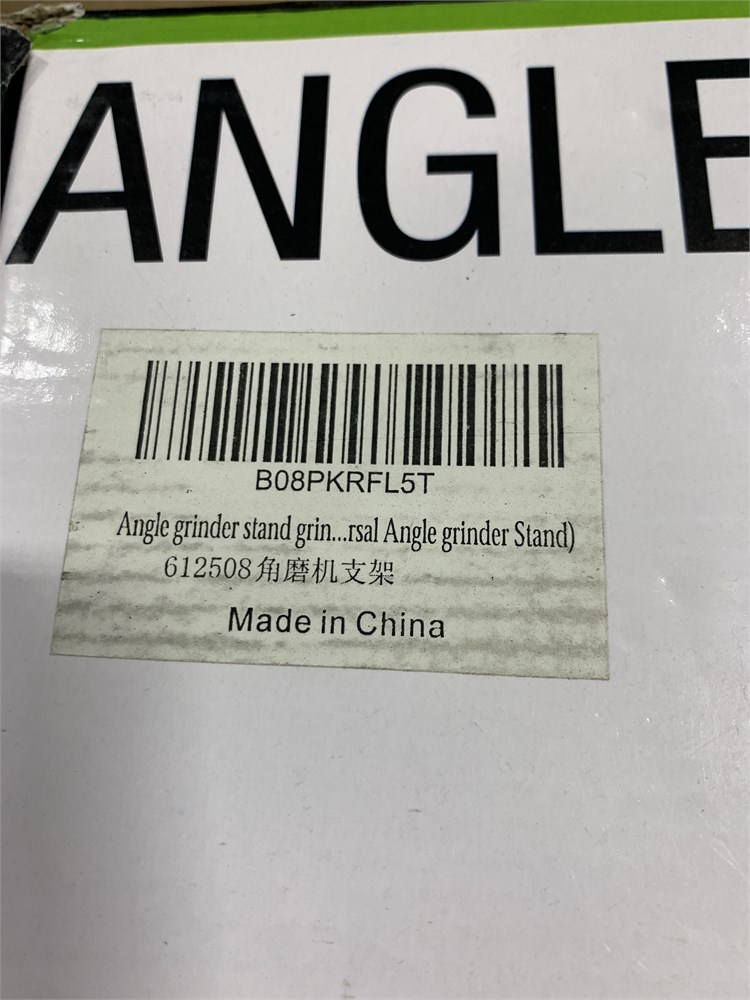 ANGLE
B08PKRFL5T
Angle grinder stand grin...rsal Angle grinder Stand)
612508角磨机支架
Made in China